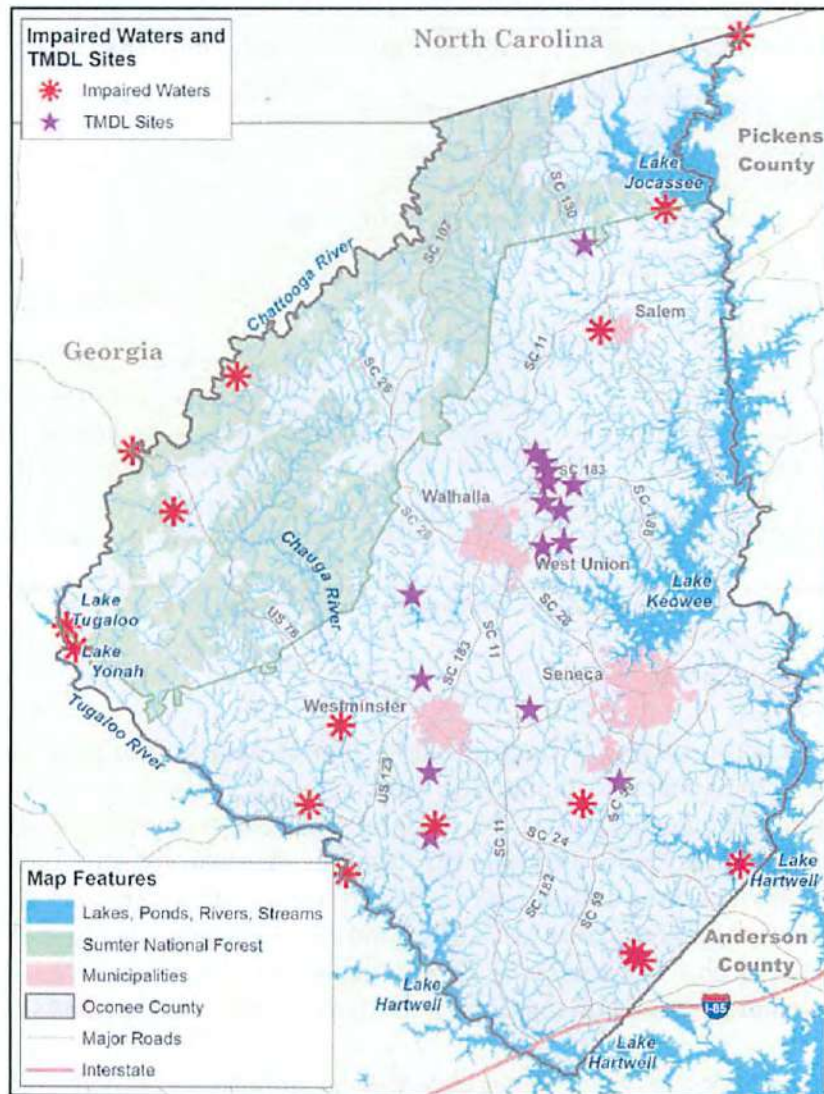 Impaired Waters and
TMDL Sites
Impaired Waters
TMDL Sites
North Carolina
Pickens
County
Lake
Jocassee
SC 130
SC 107
Chattooga River
Salem
Georgia
SC 11
SC 28
SC 183
Walhalla
SC 188
SC 28
West Union
Chauga
River
Lake
Keowee
Lake
Tugaloo
US 76
SC 28
SC 11
SC 183
Lake
Yonah
Seneca
Westminster
Tugaloo River
US 123
SC 59
SC 11
SC 24
Lake
Hartwell
SC 182
SC 59
Anderson
County
Map Features
Lakes, Ponds, Rivers, Streams
Sumter National Forest
Municipalities
Oconee County
Major Roads
Interstate
Lake
Hartwell
I-85
Lake
Hartwell